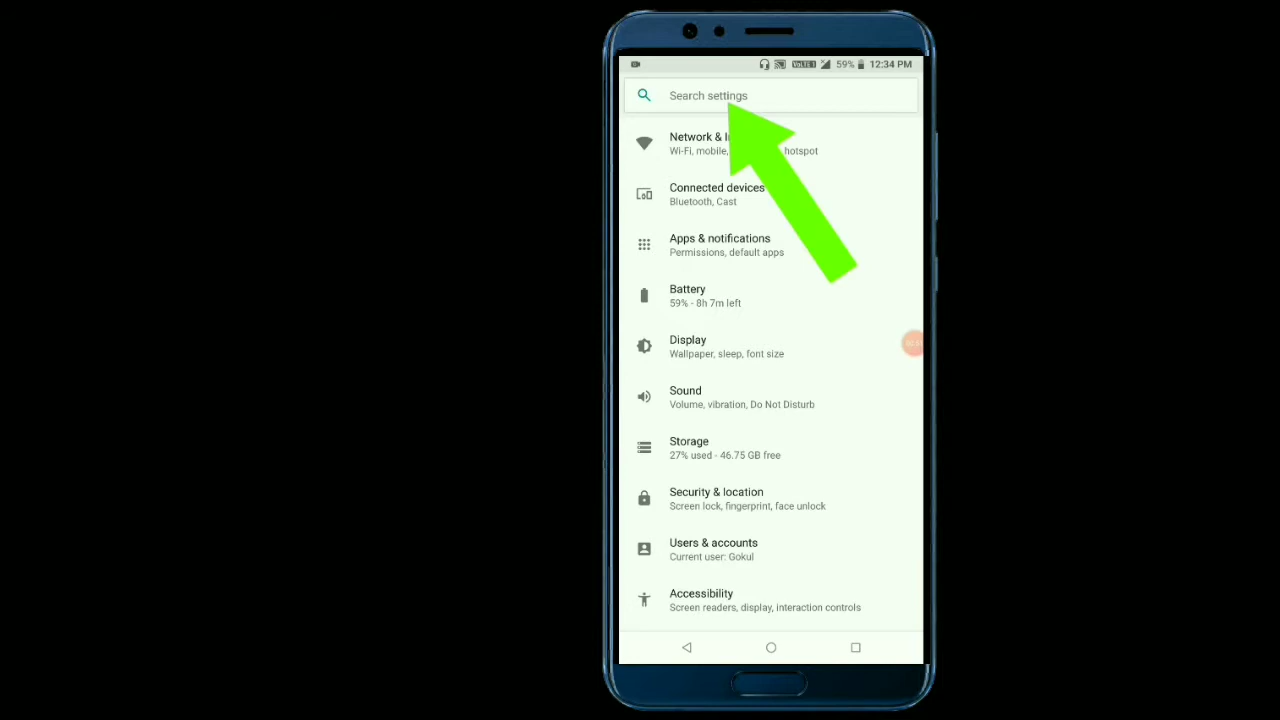 VoLTE 59% 12:34 PM
Search settings
Network &
Wi-Fi, mobile, hotspot
Connected devices
Bluetooth, Cast
Apps & notifications
Permissions, default apps
Battery
59% - 8h 7m left
Display
Wallpaper, sleep, font size
Sound
Volume, vibration, Do Not Disturb
Storage
27% used - 46.75 GB free
Security & location
Screen lock, fingerprint, face unlock
Users & accounts
Current user: Gokul
Accessibility
Screen readers, display, interaction controls